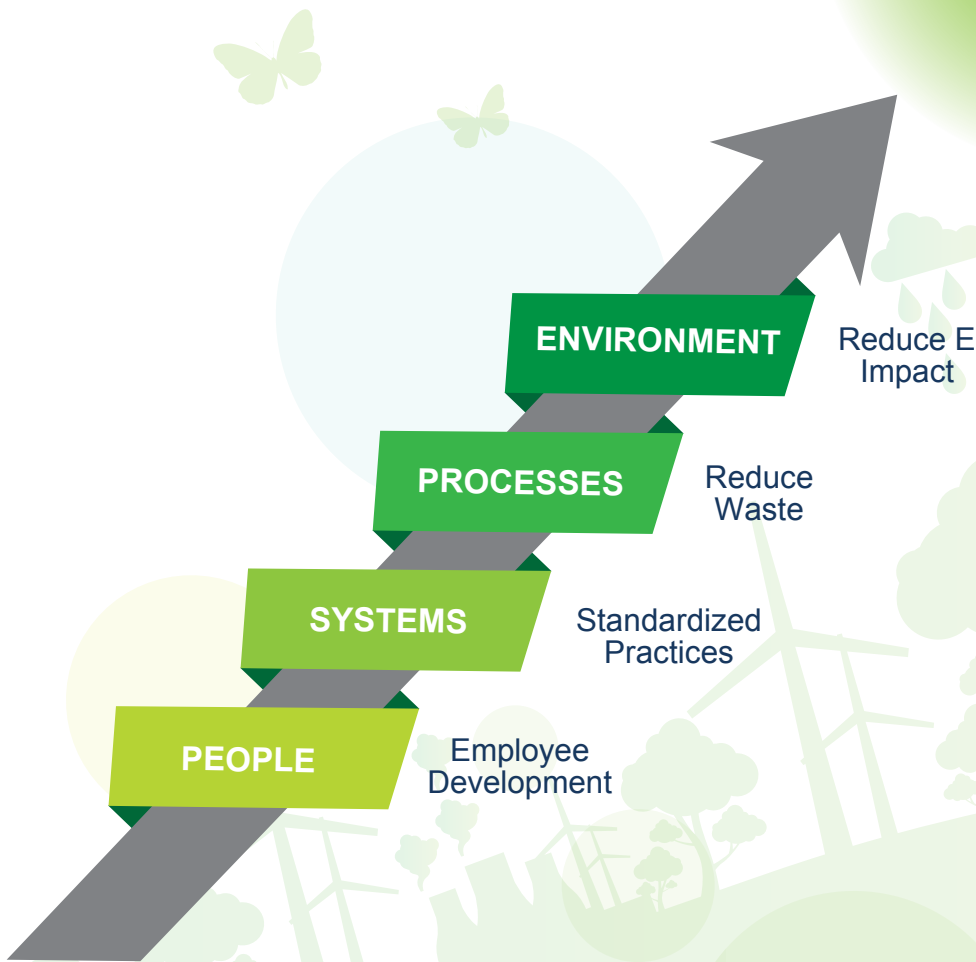 ENVIRONMENT
Reduce E
Impact
PROCESSES
Reduce
Waste
SYSTEMS
Standardized
Practices
PEOPLE
Employee
Development